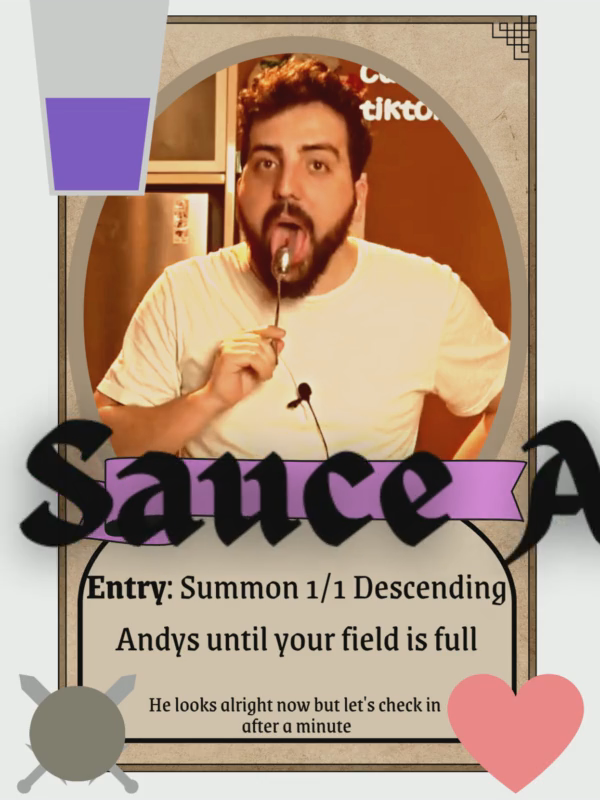 tikto
Sauce A
Entry: Summon 1/1 Descending
Andys until your field is full
He looks alright now but let's check in
after a minute